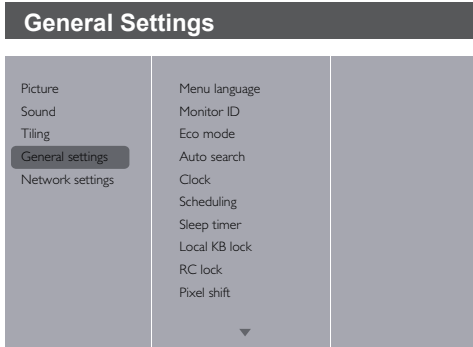 General Settings
Picture
Sound
Tiling
General settings
Network settings
Menu language
Monitor ID
Eco mode
Auto search
Clock
Scheduling
Sleep timer
Local KB lock
RC lock
Pixel shift